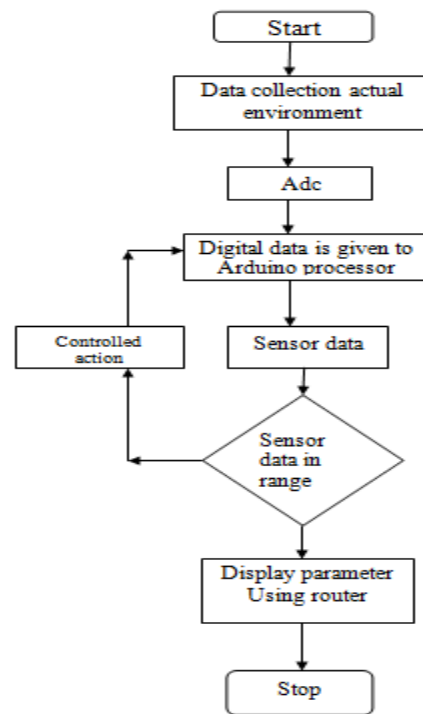 Start
Data collection actual
environment
Adc
Digital data is given to
Arduino processor
Controlled
action
Sensor data
Sensor
data in
range
Display parameter
Using router
Stop